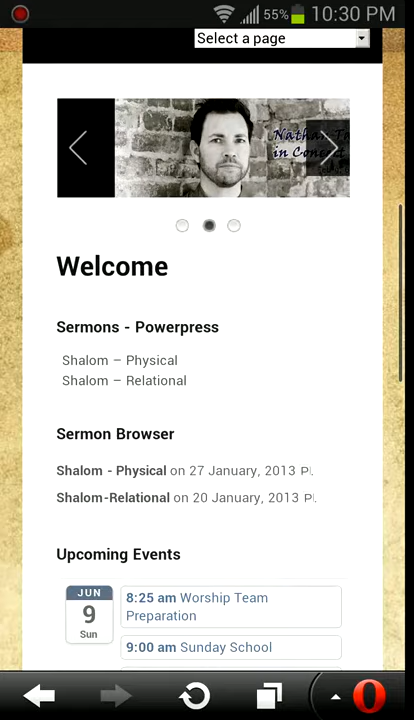 55% 10:30 PM
Select a page
in
Welcome
Sermons - Powerpress
Shalom – Physical
Shalom – Relational
Sermon Browser
Shalom - Physical on 27 January, 2013
Shalom-Relational on 20 January, 2013
Upcoming Events
JUN
9
Sun
8:25 am Worship Team
Preparation
9:00 am Sunday School